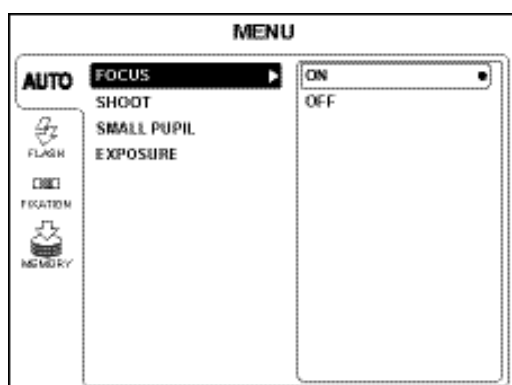 MENU
AUTO
FLASH
FIXATION
MEMORY
FOCUS
SHOOT
SMALL PUPIL
EXPOSURE
ON
OFF